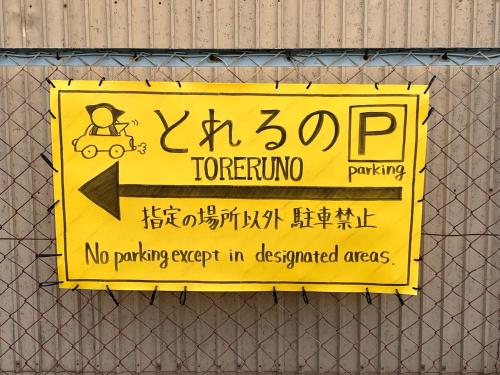 とれるの P
TORERUNO parking
指定の場所以外 駐車禁止
No parking except in designated areas.